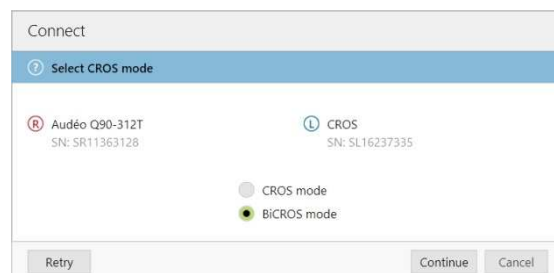 Connect
? Select CROS mode
R Audéo Q90-312T
SN: SR11363128
L CROS
SN: SL16237335
CROS mode
BiCROS mode
Retry
Continue
Cancel